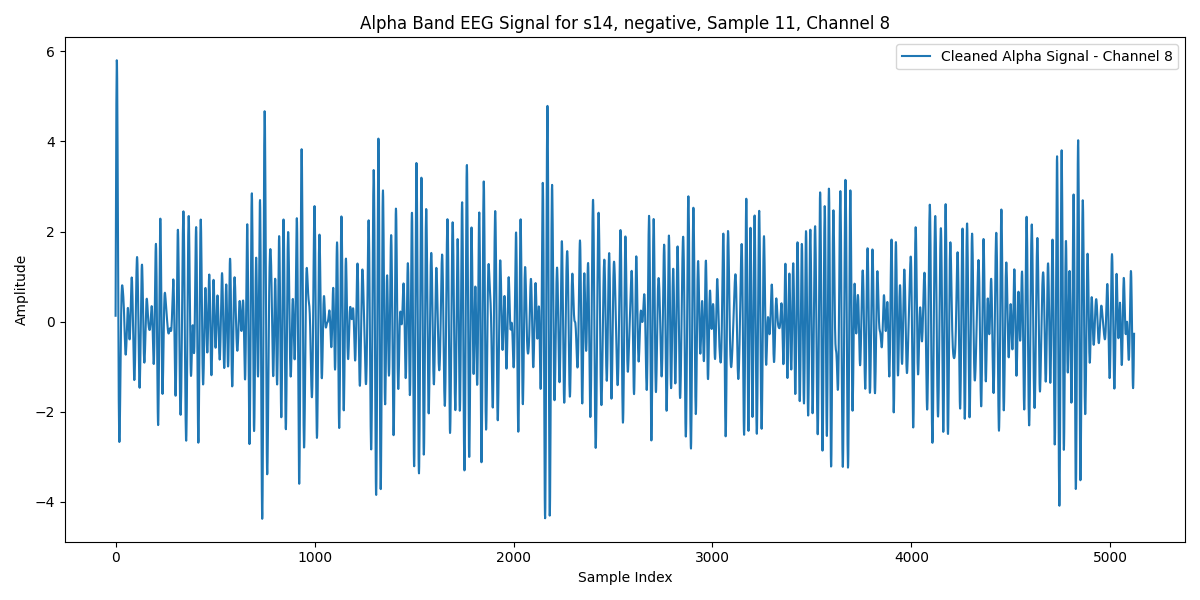 Alpha Band EEG Signal for s14, negative, Sample 11, Channel 8
Cleaned Alpha Signal - Channel 8
Amplitude
6
4
2
0
−2
−4
0 1000 2000 3000 4000 5000
Sample Index